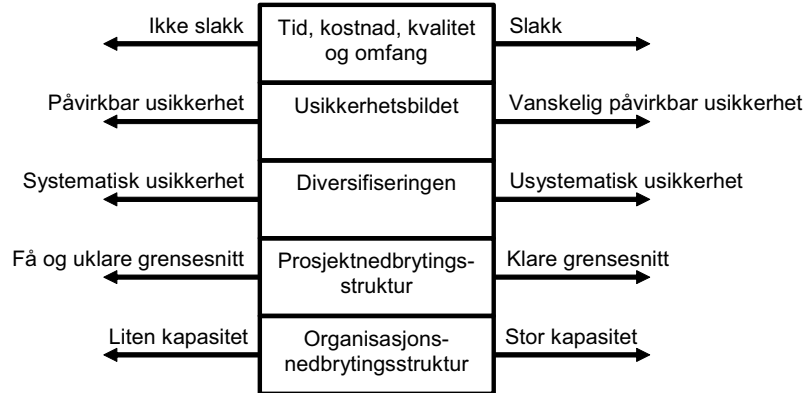 Ikke slakk
Tid, kostnad, kvalitet
og omfang
Slakk
Påvirkbar usikkerhet
Usikkerhetsbildet
Vanskelig påvirkbar usikkerhet
Systematisk usikkerhet
Diversifiseringen
Usystematisk usikkerhet
Få og uklare grensesnitt
Prosjektnedbrytings-
struktur
Klare grensesnitt
Liten kapasitet
Organisasjons-
nedbrytingsstruktur
Stor kapasitet